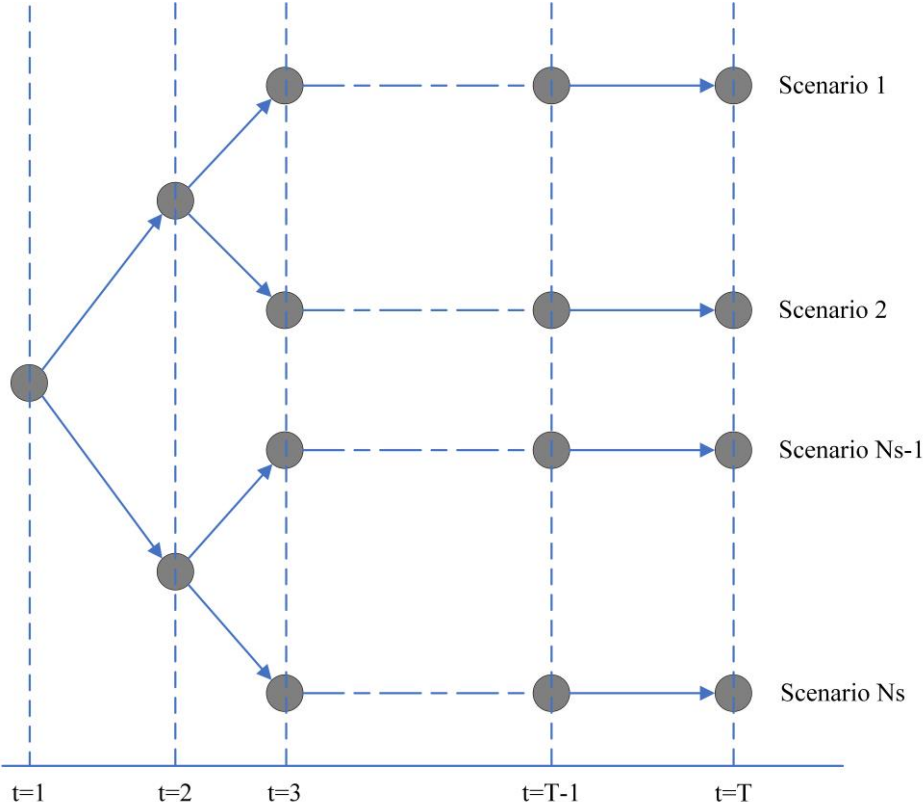 Scenario 1
Scenario 2
Scenario Ns-1
Scenario Ns
t=1 t=2 t=3 t=T-1 t=T